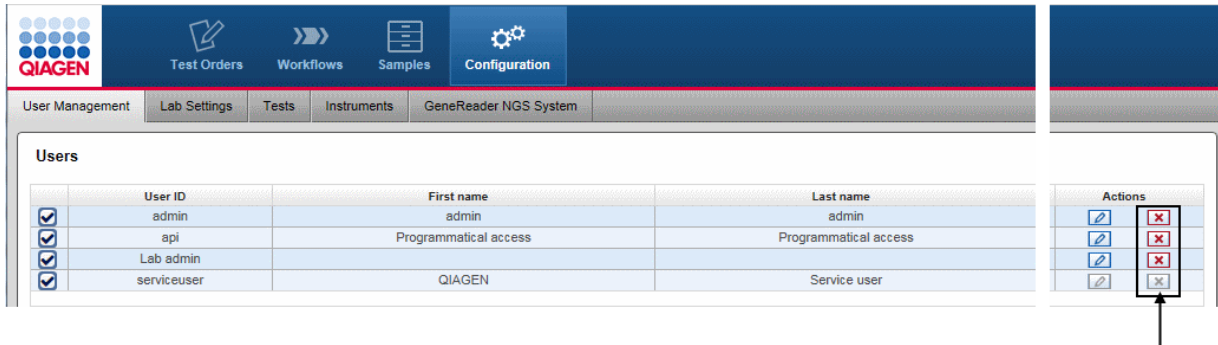 QIAGEN
Test Orders Workflows Samples Configuration
User Management Lab Settings Tests Instruments GeneReader NGS System
Users
User ID First name Last name Actions
admin admin admin
api Programmatical access Programmatical access
Lab admin
serviceuser QIAGEN Service user